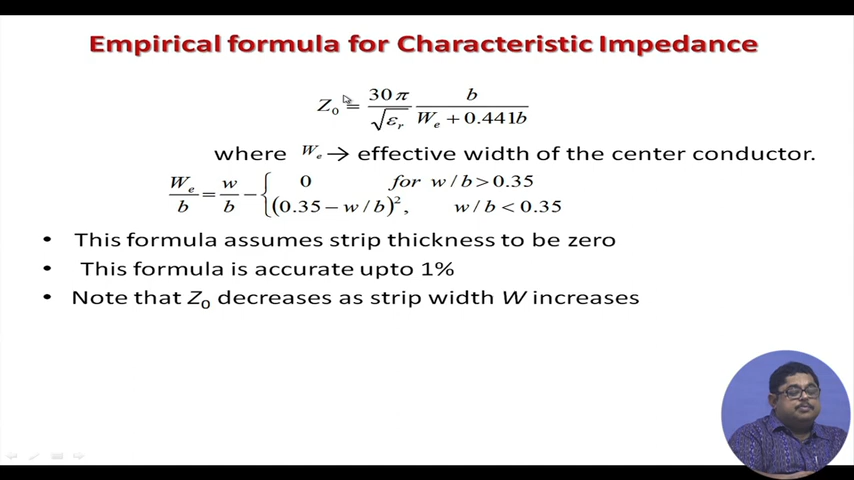 Empirical formula for Characteristic Impedance
Z₀ = 30π/√εᵣ b/(Wₑ + 0.441b)
where Wₑ → effective width of the center conductor.
Wₑ/b = w/b − { 0 for w/b > 0.35
(0.35 − w/b)², w/b < 0.35
• This formula assumes strip thickness to be zero
• This formula is accurate upto 1%
• Note that Z₀ decreases as strip width W increases